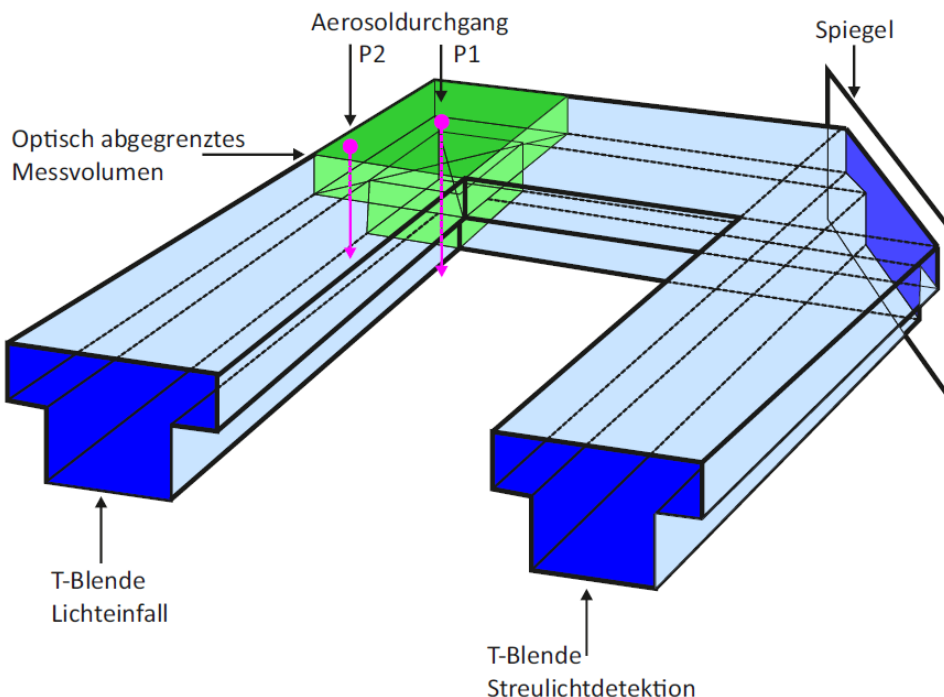 Aerosoldurchgang
P2 P1
Spiegel
Optisch abgegrenztes
Messvolumen
T-Blende
Lichteinfall
T-Blende
Streulichtdetektion